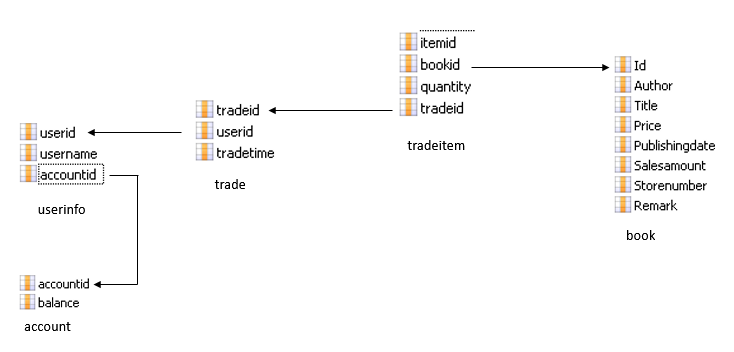 itemid
bookid
quantity
tradeid
tradeitem
Id
Author
Title
Price
Publishingdate
Salesamount
Storenumber
Remark
book
tradeid
userid
tradetime
trade
userid
username
accountid
userinfo
accountid
balance
account